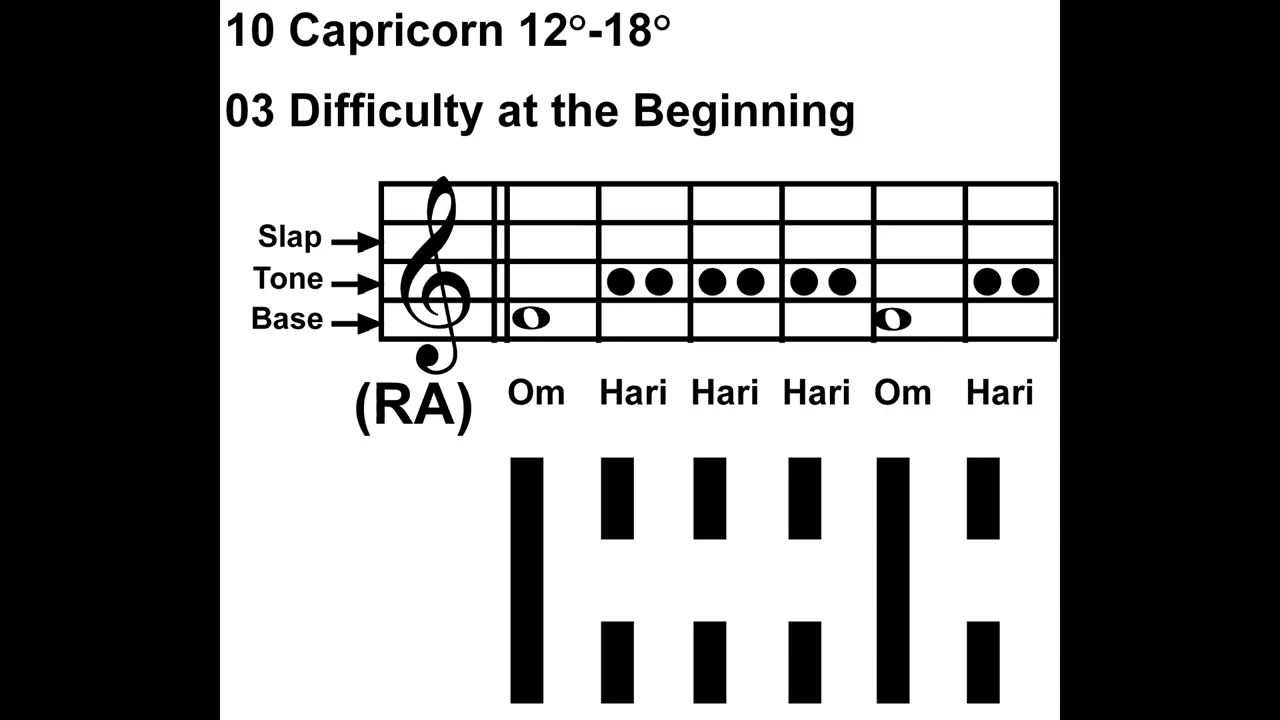 10 Capricorn 12°-18°
03 Difficulty at the Beginning
Slap
Tone
Base
(RA) Om Hari Hari Hari Om Hari